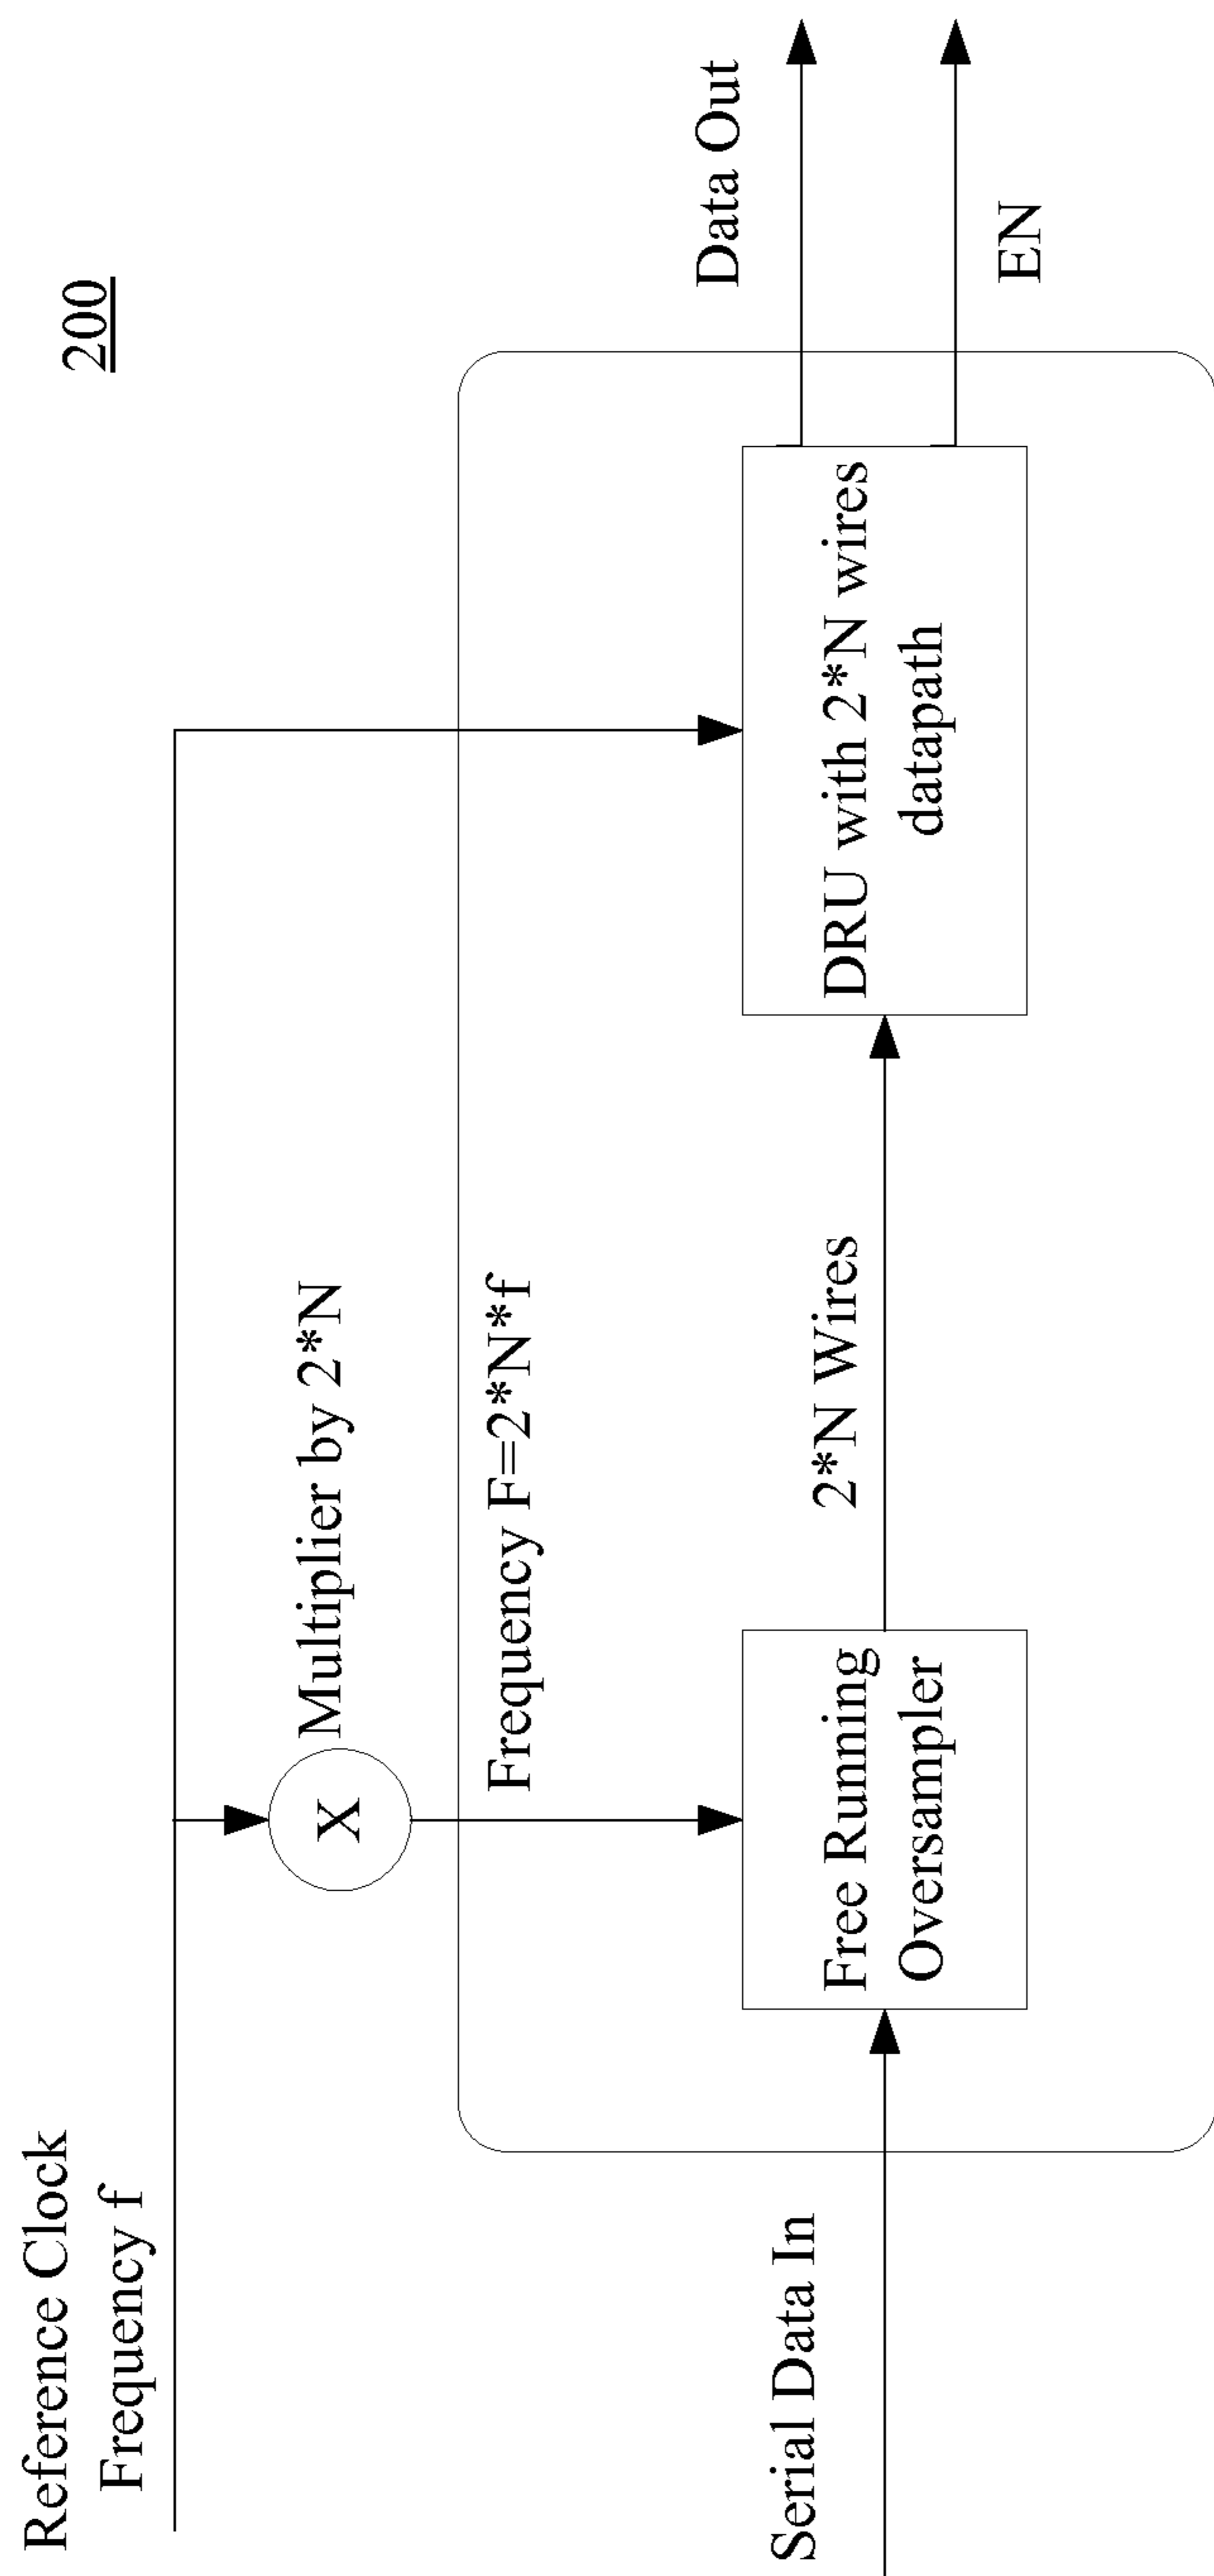 200
Reference Clock
Frequency f
Multiplier by 2*N
X
Frequency F=2*N*f
Serial Data In
Free Running
Oversampler
2*N Wires
DRU with 2*N wires
datapath
Data Out
EN